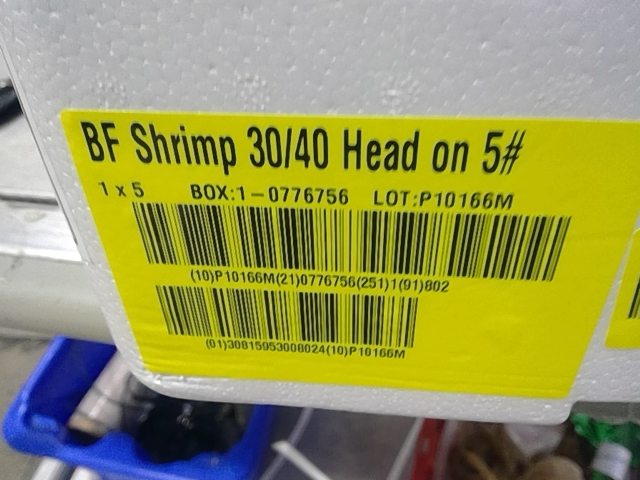 BF Shrimp 30/40 Head on 5#
1 x 5 BOX:1-0776756 LOT:P10166M
(10)P10166M(21)0776756(251)1(91)802
(01)30815953008024(10)P10166M